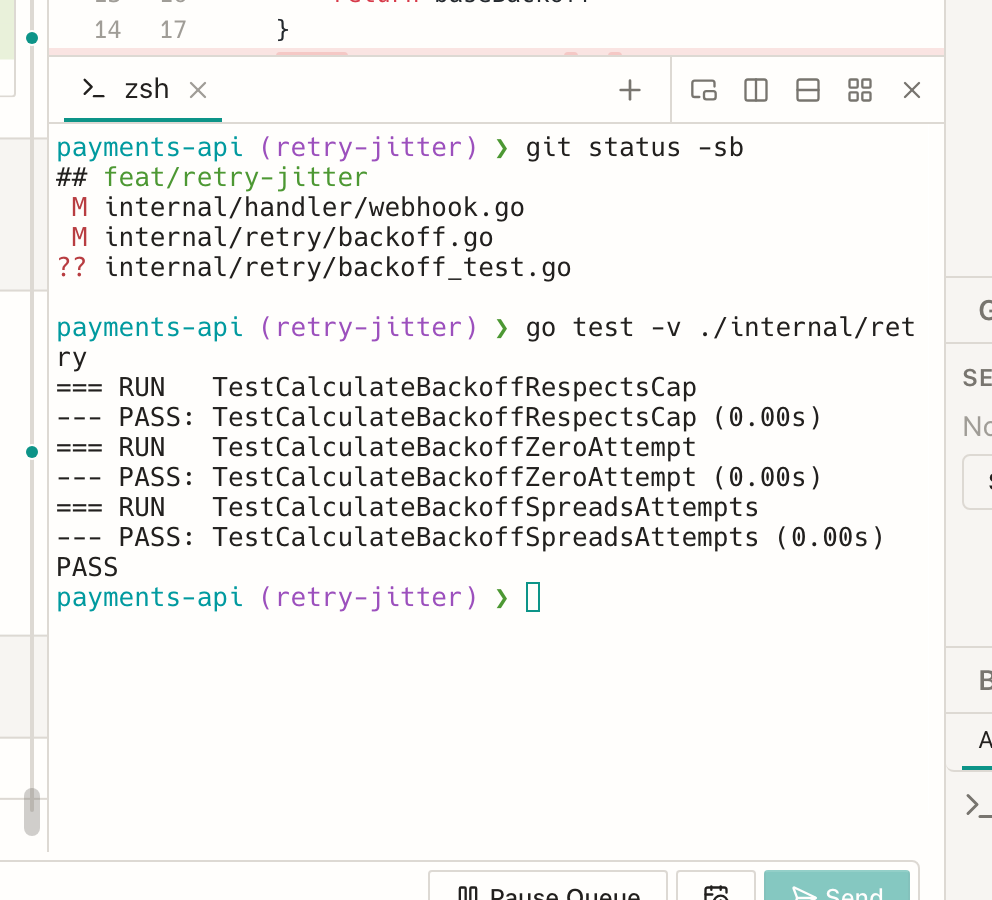 14 17 }
zsh
payments-api (retry-jitter) ❯ git status -sb
## feat/retry-jitter
 M internal/handler/webhook.go
 M internal/retry/backoff.go
?? internal/retry/backoff_test.go
payments-api (retry-jitter) ❯ go test -v ./internal/ret
ry
=== RUN   TestCalculateBackoffRespectsCap
--- PASS: TestCalculateBackoffRespectsCap (0.00s)
=== RUN   TestCalculateBackoffZeroAttempt
--- PASS: TestCalculateBackoffZeroAttempt (0.00s)
=== RUN   TestCalculateBackoffSpreadsAttempts
--- PASS: TestCalculateBackoffSpreadsAttempts (0.00s)
PASS
payments-api (retry-jitter) ❯
Pause Queue
Send